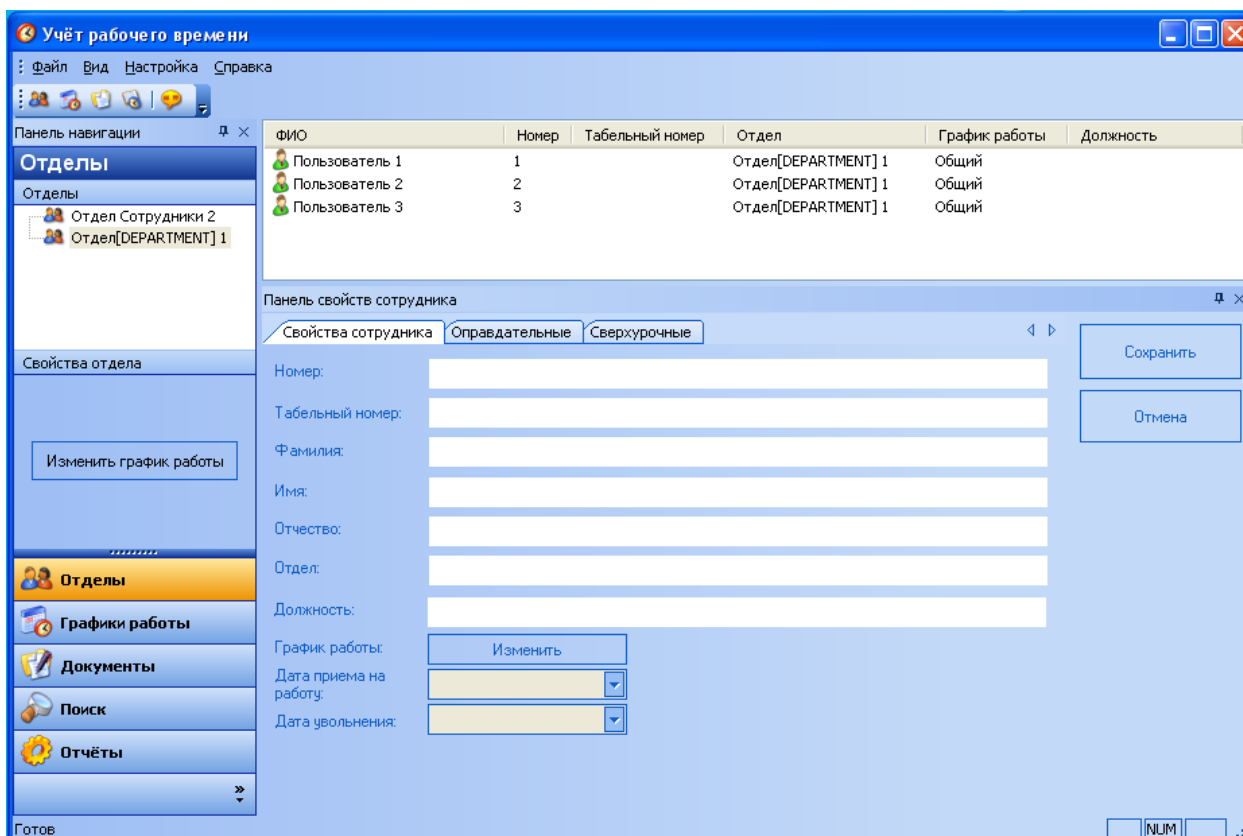 Учёт рабочего времени
Файл Вид Настройка Справка
Панель навигации
Отделы
Отделы
Отдел Сотрудники 2
Отдел[DEPARTMENT] 1
Свойства отдела
Изменить график работы
Отделы
Графики работы
Документы
Поиск
Отчёты
ФИО Номер Табельный номер Отдел График работы Должность
Пользователь 1 1 Отдел[DEPARTMENT] 1 Общий
Пользователь 2 2 Отдел[DEPARTMENT] 1 Общий
Пользователь 3 3 Отдел[DEPARTMENT] 1 Общий
Панель свойств сотрудника
Свойства сотрудника Оправдательные Сверхурочные
Номер:
Табельный номер:
Фамилия:
Имя:
Отчество:
Отдел:
Должность:
График работы: Изменить
Дата приема на
работу:
Дата увольнения:
Сохранить
Отмена
Готов
NUM